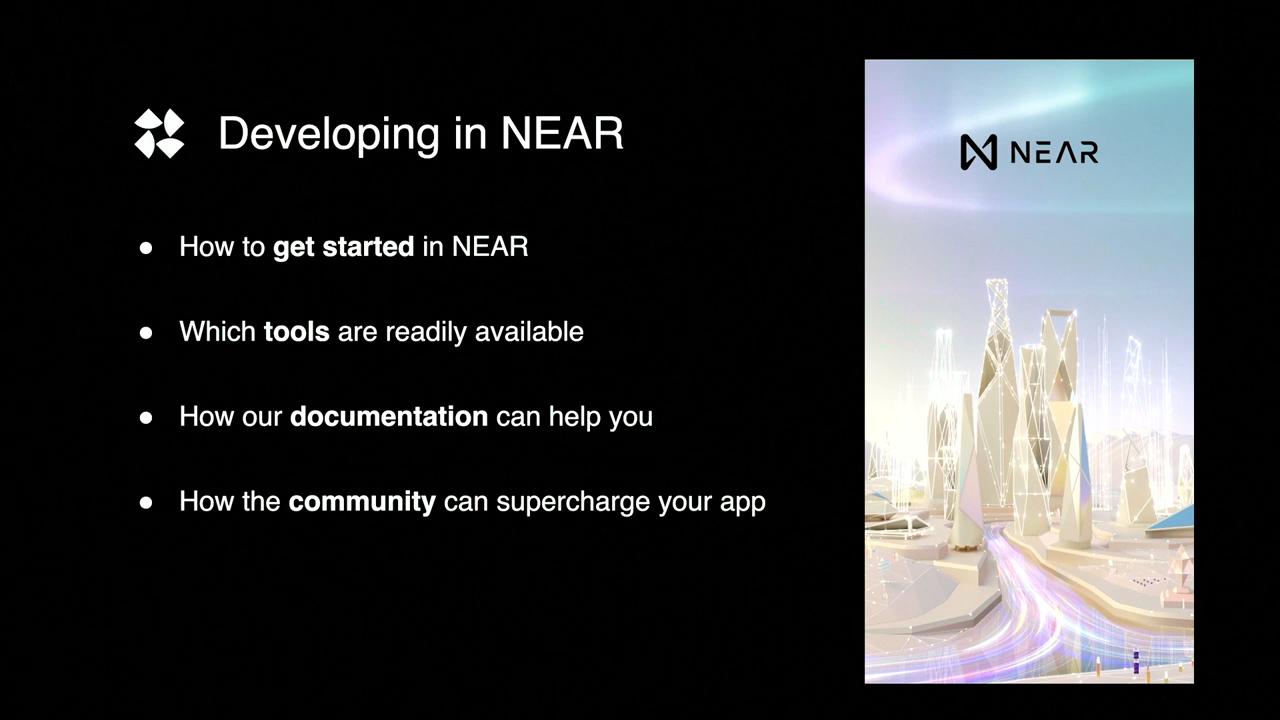 Developing in NEAR
NEAR
● How to get started in NEAR
● Which tools are readily available
● How our documentation can help you
● How the community can supercharge your app